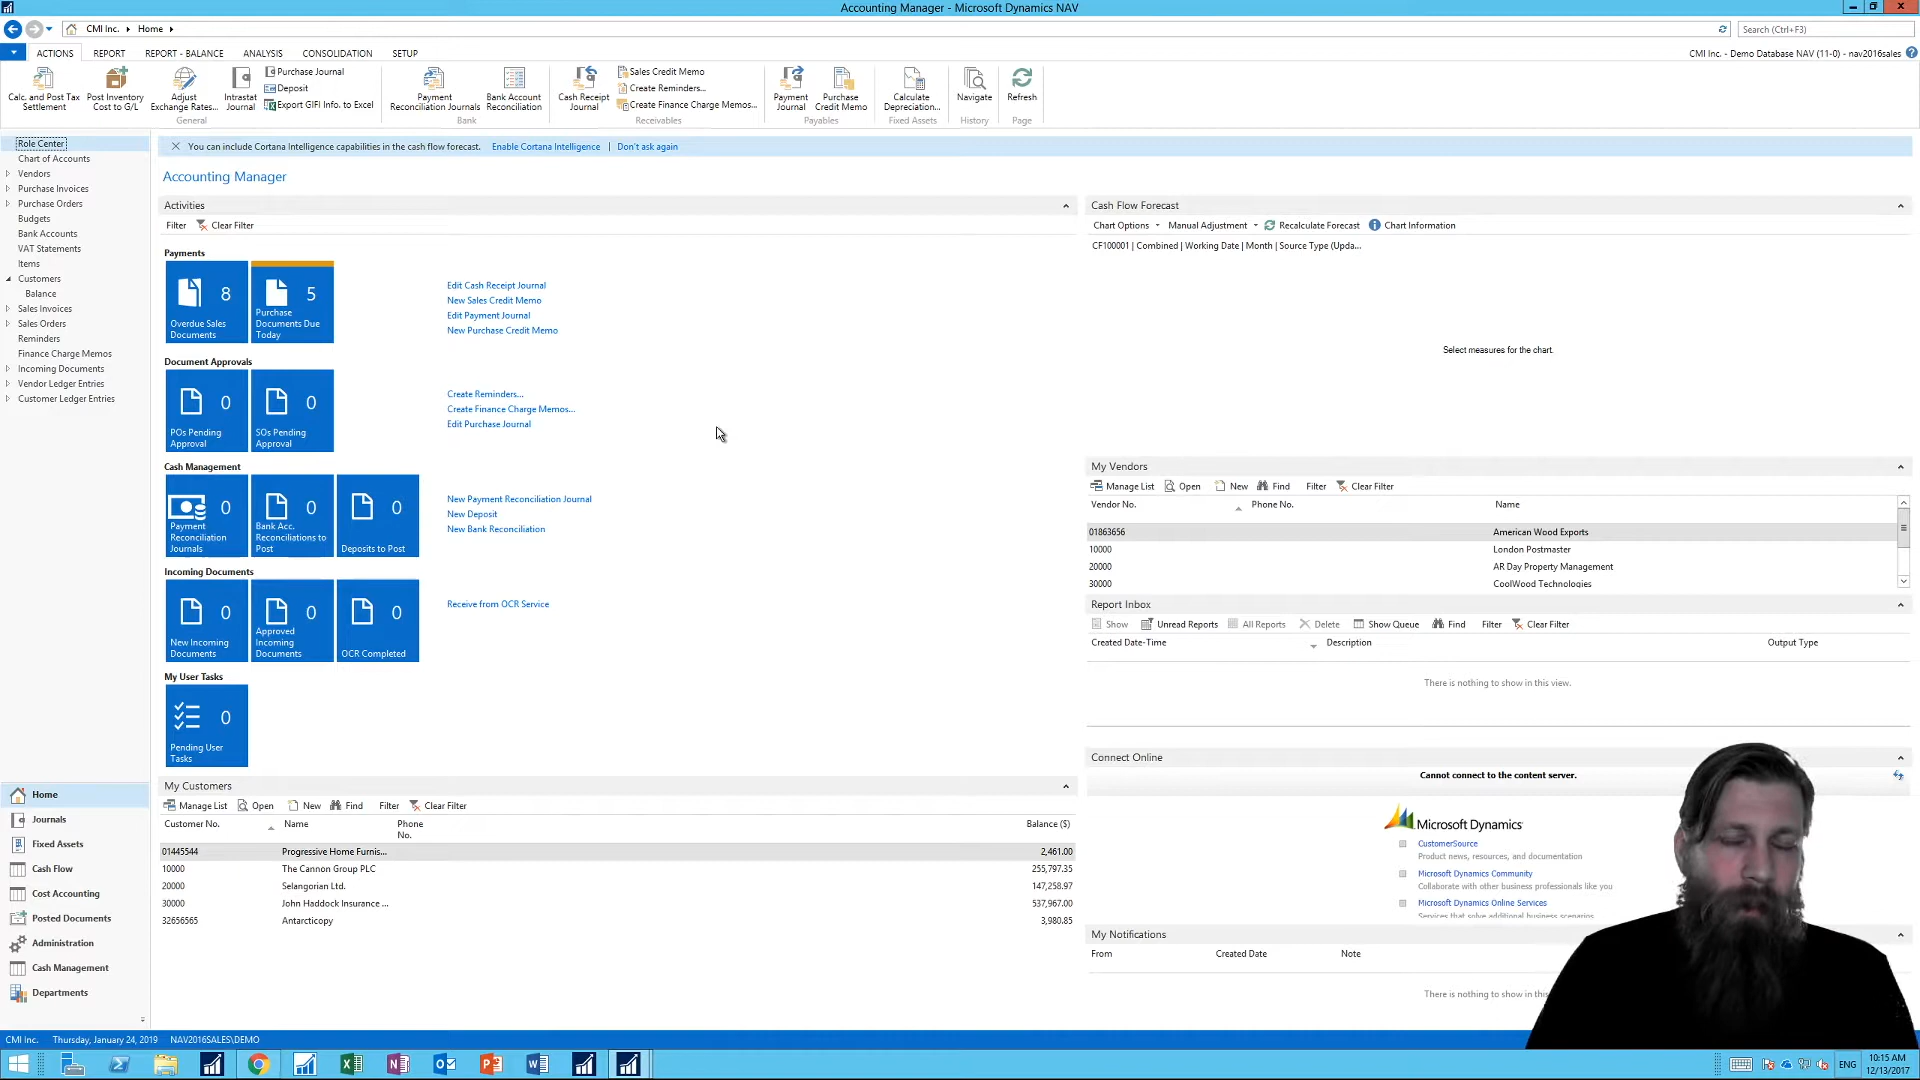 Accounting Manager - Microsoft Dynamics NAV
CMI Inc. Home
Search (Ctrl+F3)
ACTIONS REPORT REPORT - BALANCE ANALYSIS CONSOLIDATION SETUP
CMI Inc. - Demo Database NAV (11-0) - nav2016sales
Calc. and Post Tax Settlement
Post Inventory Cost to G/L
Adjust Exchange Rates...
Intrastat Journal
Purchase Journal
Deposit
Export GIFI Info. to Excel
General
Payment Reconciliation Journals
Bank Account Reconciliation
Bank
Cash Receipt Journal
Sales Credit Memo
Create Reminders...
Create Finance Charge Memos...
Receivables
Payment Journal
Purchase Credit Memo
Payables
Calculate Depreciation...
Fixed Assets
Navigate
History
Refresh
Page
Role Center
Chart of Accounts
Vendors
Purchase Invoices
Purchase Orders
Budgets
Bank Accounts
VAT Statements
Items
Customers
Balance
Sales Invoices
Sales Orders
Reminders
Finance Charge Memos
Incoming Documents
Vendor Ledger Entries
Customer Ledger Entries
Home
Journals
Fixed Assets
Cash Flow
Cost Accounting
Posted Documents
Administration
Cash Management
Departments
You can include Cortana Intelligence capabilities in the cash flow forecast. Enable Cortana Intelligence | Don't ask again
Accounting Manager
Activities
Filter Clear Filter
Payments
8 Overdue Sales Documents
5 Purchase Documents Due Today
Edit Cash Receipt Journal
New Sales Credit Memo
Edit Payment Journal
New Purchase Credit Memo
Document Approvals
0 POs Pending Approval
0 SOs Pending Approval
Create Reminders...
Create Finance Charge Memos...
Edit Purchase Journal
Cash Management
0 Payment Reconciliation Journals
0 Bank Acc. Reconciliations to Post
0 Deposits to Post
New Payment Reconciliation Journal
New Deposit
New Bank Reconciliation
Incoming Documents
0 New Incoming Documents
0 Approved Incoming Documents
0 OCR Completed
Receive from OCR Service
My User Tasks
0 Pending User Tasks
My Customers
Manage List Open New Find Filter Clear Filter
Customer No. Name Phone No. Balance ($)
01445544 Progressive Home Furnis... 2,461.00
10000 The Cannon Group PLC 255,797.35
20000 Selangorian Ltd. 147,258.97
30000 John Haddock Insurance ... 537,967.00
32656565 Antarcticopy 3,980.85
Cash Flow Forecast
Chart Options Manual Adjustment Recalculate Forecast Chart Information
CF100001 | Combined | Working Date | Month | Source Type (Upda...
Select measures for the chart.
My Vendors
Manage List Open New Find Filter Clear Filter
Vendor No. Phone No. Name
01863656 American Wood Exports
10000 London Postmaster
20000 AR Day Property Management
30000 CoolWood Technologies
Report Inbox
Show Unread Reports All Reports Delete Show Queue Find Filter Clear Filter
Created Date-Time Description Output Type
There is nothing to show in this view.
Connect Online
Cannot connect to the content server.
Microsoft Dynamics
CustomerSource
Product news, resources, and documentation
Microsoft Dynamics Community
Collaborate with other business professionals like you
Microsoft Dynamics Online Services
Services that solve additional business scenarios
My Notifications
From Created Date Note
There is nothing to show in this
CMI Inc. Thursday, January 24, 2019 NAV2016SALES\DEMO
ENG
10:15 AM
12/13/2017